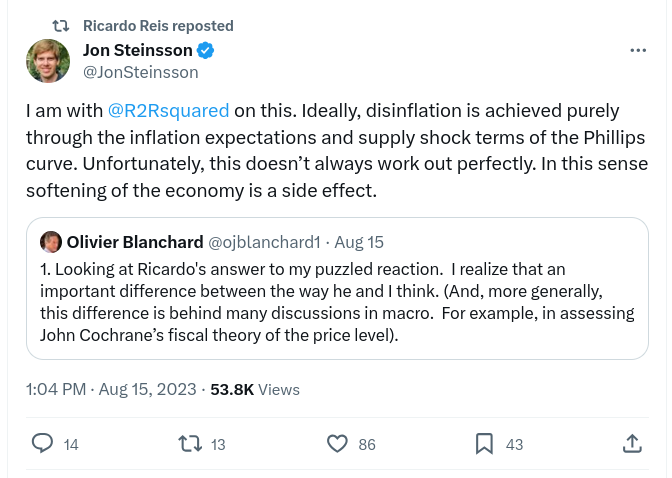 Ricardo Reis reposted
Jon Steinsson
@JonSteinsson
I am with @R2Rsquared on this. Ideally, disinflation is achieved purely
through the inflation expectations and supply shock terms of the Phillips
curve. Unfortunately, this doesn’t always work out perfectly. In this sense
softening of the economy is a side effect.
Olivier Blanchard @ojblanchard1 · Aug 15
1. Looking at Ricardo's answer to my puzzled reaction.  I realize that an
important difference between the way he and I think. (And, more generally,
this difference is behind many discussions in macro.  For example, in assessing
John Cochrane’s fiscal theory of the price level).
1:04 PM · Aug 15, 2023 · 53.8K Views
14 13 86 43